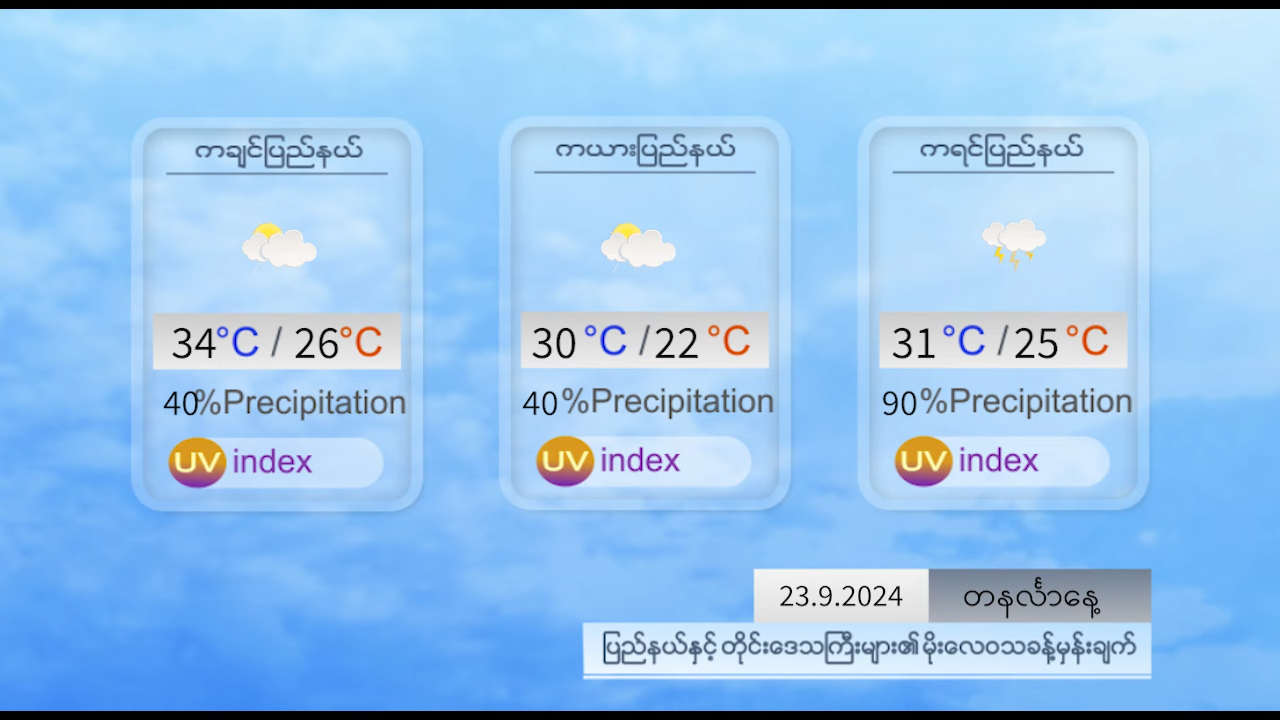 ကချင်ပြည်နယ်
34°C / 26°C
40%Precipitation
UV index
ကယားပြည်နယ်
30 °C /22 °C
40 %Precipitation
UV index
ကရင်ပြည်နယ်
31 °C /25 °C
90 %Precipitation
UV index
23.9.2024 တနင်္လာနေ့
ပြည်နယ်နှင့် တိုင်းဒေသကြီးများ၏ မိုးလေဝသခန့်မှန်းချက်